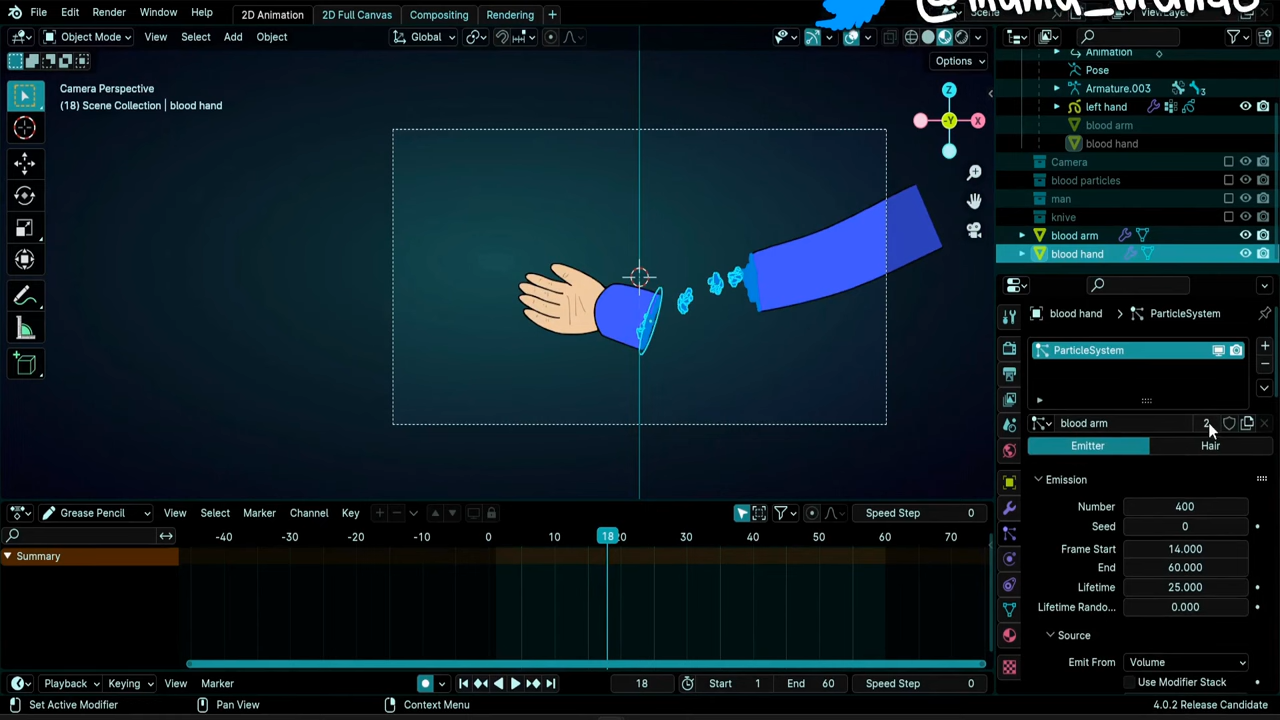 @mama_mango
File Edit Render Window Help 2D Animation 2D Full Canvas Compositing Rendering + Scene ViewLayer
Object Mode View Select Add Object Global
Options
Camera Perspective
(18) Scene Collection | blood hand
Z
-Y
X
Animation
Pose
Armature.003 3
left hand
blood arm
blood hand
Camera
blood particles
man
knive
blood arm
blood hand
blood hand > ParticleSystem
ParticleSystem
blood arm 2
Emitter Hair
Emission
Number 400
Seed 0
Frame Start 14.000
End 60.000
Lifetime 25.000
Lifetime Rando... 0.000
Source
Emit From Volume
Use Modifier Stack
Grease Pencil View Select Marker Channel Key Speed Step 0
-40 -30 -20 -10 0 10 18 20 30 40 50 60 70
Summary
Playback Keying View Marker 18 Start 1 End 60 Speed Step 0
Set Active Modifier Pan View Context Menu 4.0.2 Release Candidate